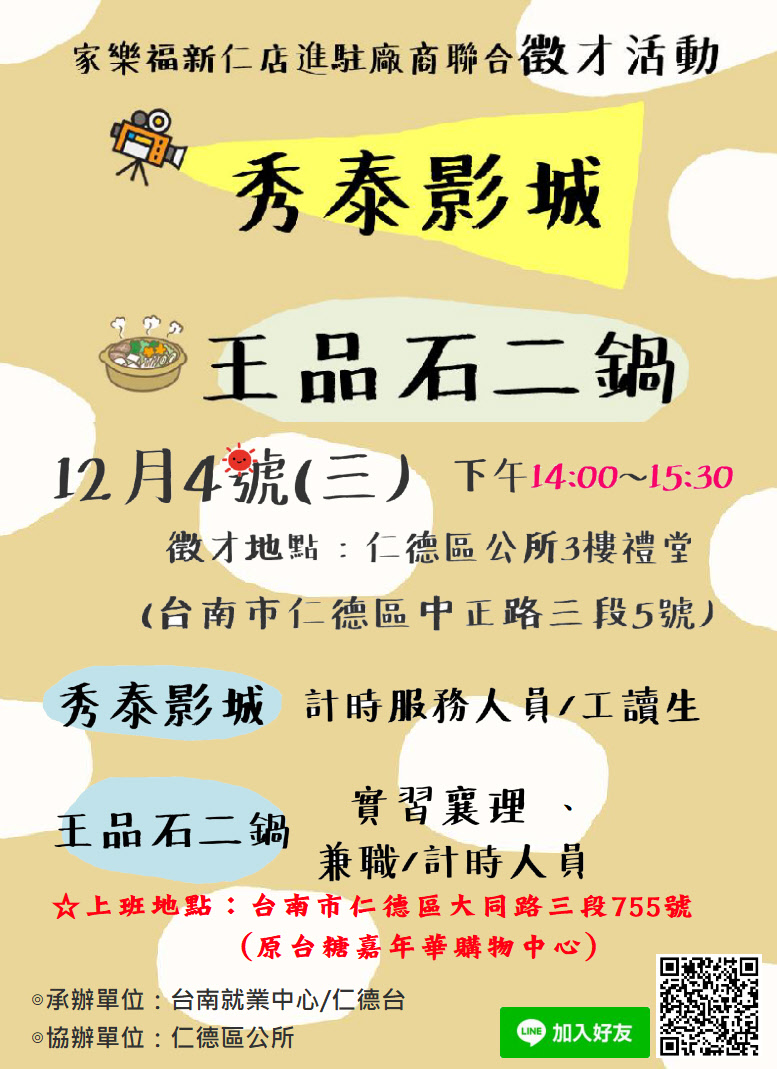 家樂福新仁店進駐廠商聯合徵才活動
秀泰影城
王品石二鍋
12月4號(三) 下午14:00~15:30
徵才地點：仁德區公所3樓禮堂
(台南市仁德區中正路三段5號)
秀泰影城 計時服務人員/工讀生
王品石二鍋
實習襄理、
兼職/計時人員
☆上班地點：台南市仁德區大同路三段755號
(原台糖嘉年華購物中心)
◎承辦單位：台南就業中心/仁德台
◎協辦單位：仁德區公所
LINE 加入好友